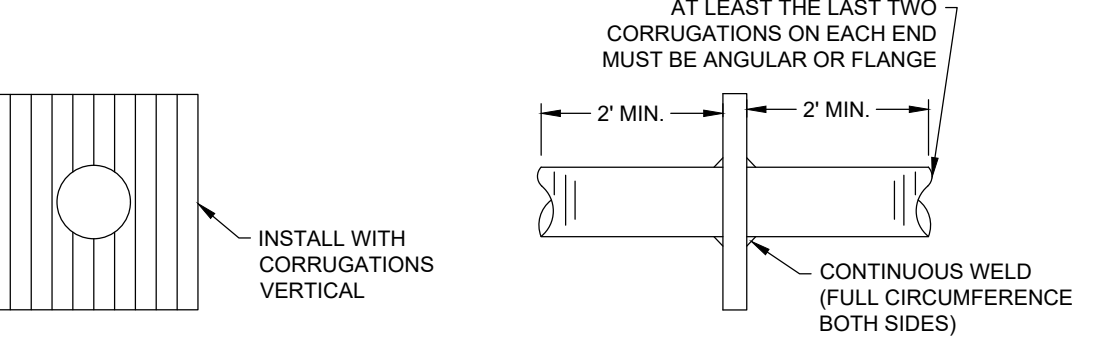 AT LEAST THE LAST TWO
CORRUGATIONS ON EACH END
MUST BE ANGULAR OR FLANGE
2' MIN.
2' MIN.
INSTALL WITH
CORRUGATIONS
VERTICAL
CONTINUOUS WELD
(FULL CIRCUMFERENCE
BOTH SIDES)